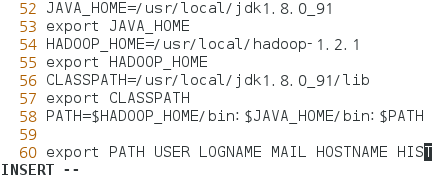 52 JAVA_HOME=/usr/local/jdk1.8.0_91
53 export JAVA_HOME
54 HADOOP_HOME=/usr/local/hadoop-1.2.1
55 export HADOOP_HOME
56 CLASSPATH=/usr/local/jdk1.8.0_91/lib
57 export CLASSPATH
58 PATH=$HADOOP_HOME/bin:$JAVA_HOME/bin:$PATH
59
60 export PATH USER LOGNAME MAIL HOSTNAME HIST
INSERT --